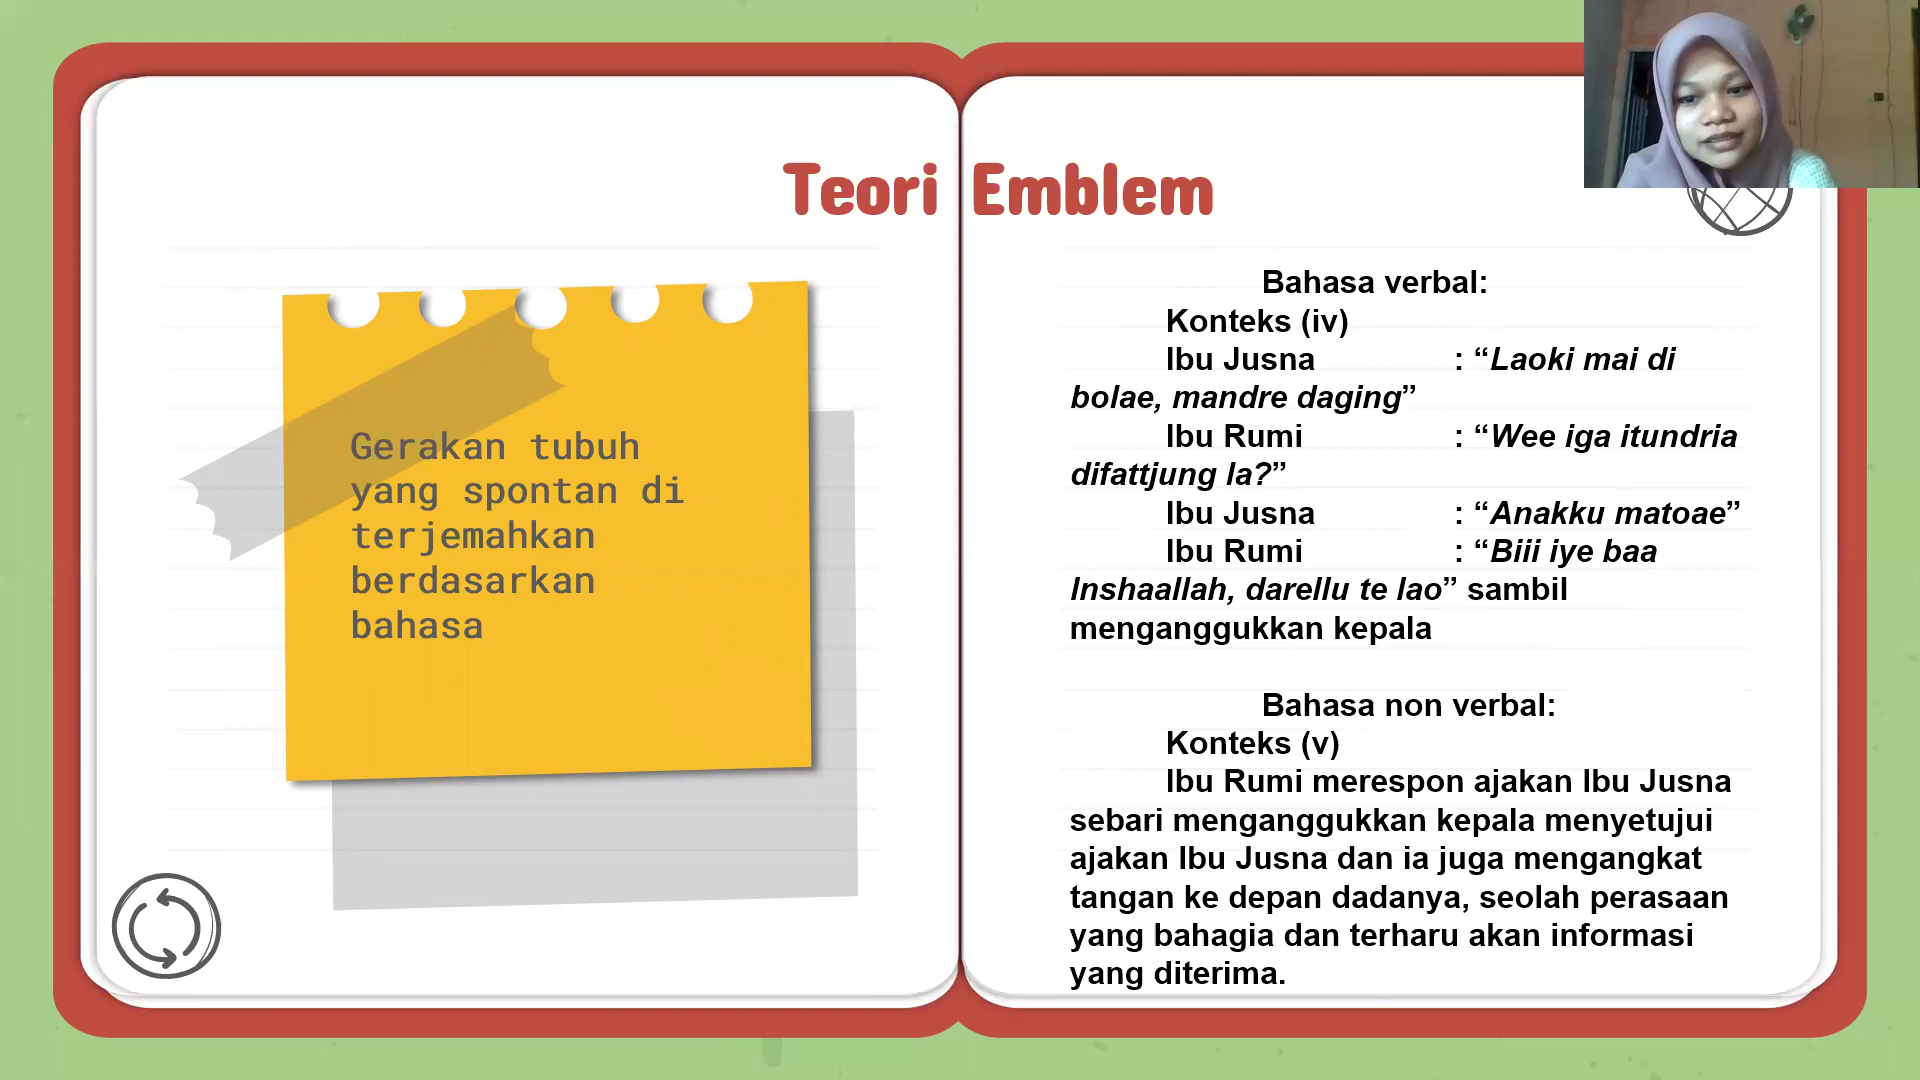 Teori Emblem
Gerakan tubuh
yang spontan di
terjemahkan
berdasarkan
bahasa
Bahasa verbal:
Konteks (iv)
Ibu Jusna : “Laoki mai di
bolae, mandre daging”
Ibu Rumi : “Wee iga itundria
difattjung la?”
Ibu Jusna : “Anakku matoae”
Ibu Rumi : “Biii iye baa
Inshaallah, darellu te lao” sambil
menganggukkan kepala
Bahasa non verbal:
Konteks (v)
Ibu Rumi merespon ajakan Ibu Jusna
sebari menganggukkan kepala menyetujui
ajakan Ibu Jusna dan ia juga mengangkat
tangan ke depan dadanya, seolah perasaan
yang bahagia dan terharu akan informasi
yang diterima.